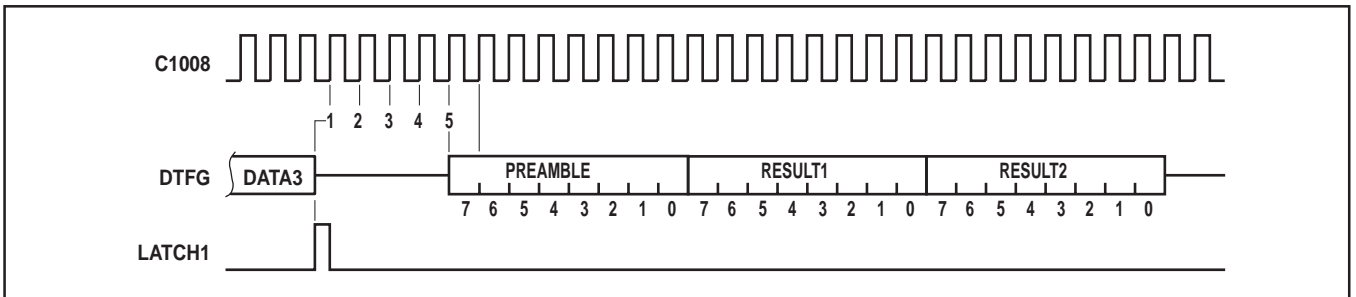 C1008
1 2 3 4 5
DTFG DATA3 PREAMBLE RESULT1 RESULT2
7 6 5 4 3 2 1 0 7 6 5 4 3 2 1 0 7 6 5 4 3 2 1 0
LATCH1